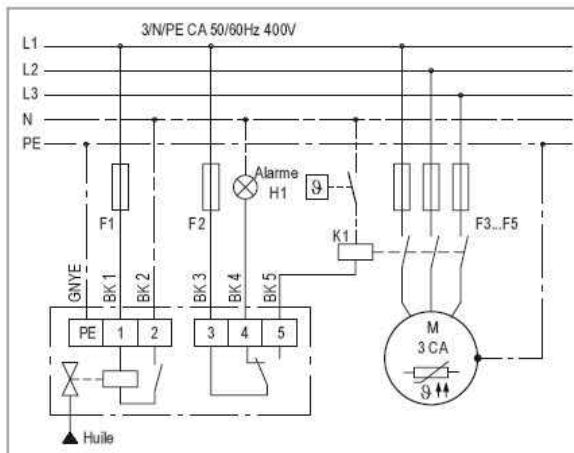 3/N/PE CA 50/60Hz 400V
L1
L2
L3
N
PE
Alarme
H1
ϑ
F1
F2
K1
F3...F5
GNYE
BK 1
BK 2
BK 3
BK 4
BK 5
PE 1 2
3 4 5
M
3 CA
ϑ
Huile